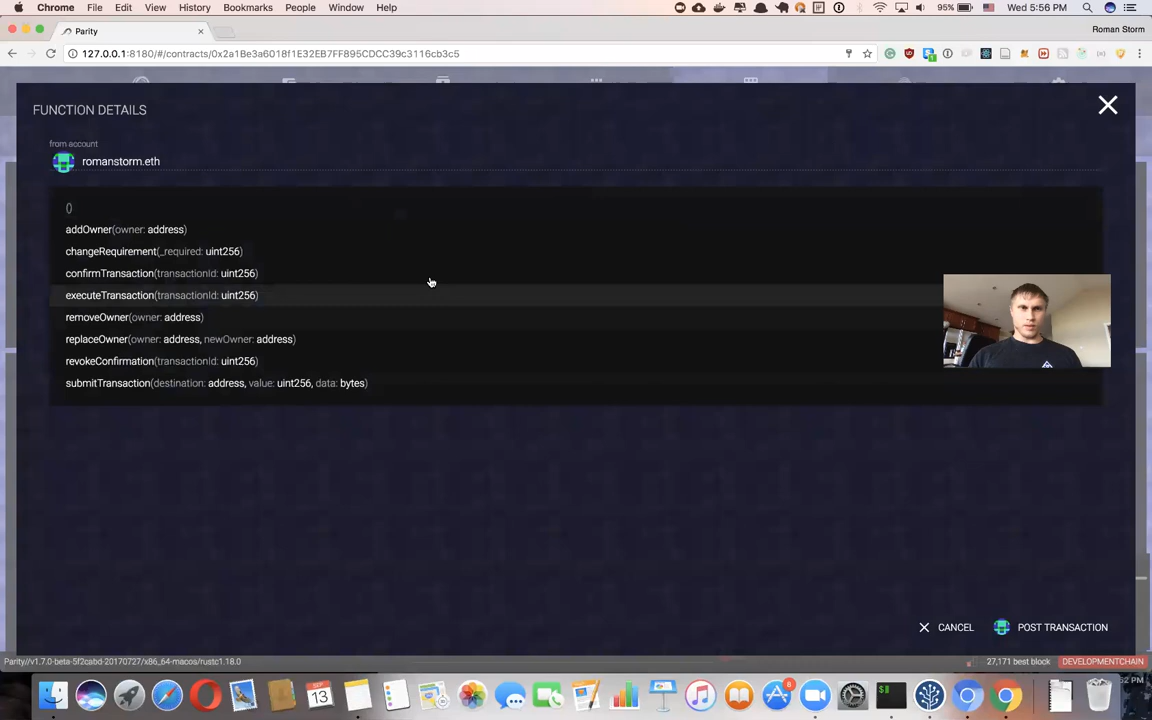 Chrome File Edit View History Bookmarks People Window Help 95% Wed 5:56 PM
Parity Roman Storm
127.0.0.1:8180/#/contracts/0x2a1Be3a6018f1E32EB7FF895CDCC39c3116cb3c5
FUNCTION DETAILS
from account
romanstorm.eth
()
addOwner(owner: address)
changeRequirement(_required: uint256)
confirmTransaction(transactionId: uint256)
executeTransaction(transactionId: uint256)
removeOwner(owner: address)
replaceOwner(owner: address, newOwner: address)
revokeConfirmation(transactionId: uint256)
submitTransaction(destination: address, value: uint256, data: bytes)
CANCEL POST TRANSACTION
Parity//v1.7.0-beta-5f2cabd-20170727/x86_64-macos/rustc1.18.0 27,171 best block DEVELOPMENTCHAIN
SEP
13
8